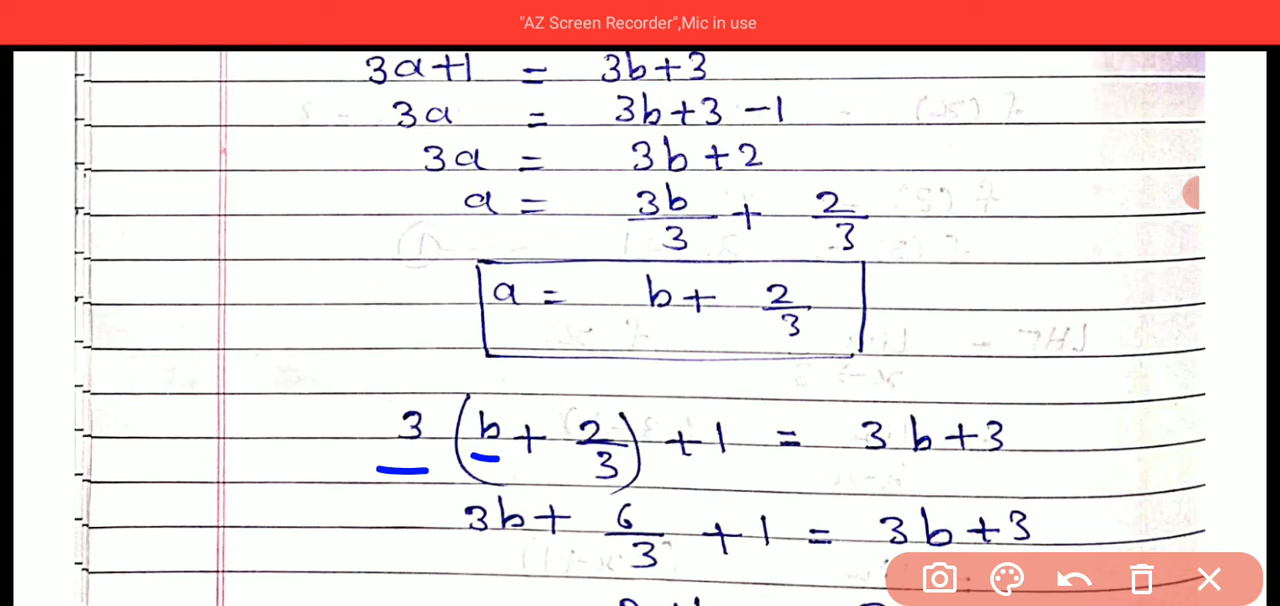 "AZ Screen Recorder",Mic in use
3a+1 = 3b+3
3a = 3b+3 -1
3a = 3b+2
a = 3b/3 + 2/3
a = b+ 2/3
3 (b+ 2/3) +1 = 3b+3
3b+ 6/3 +1 = 3b+3